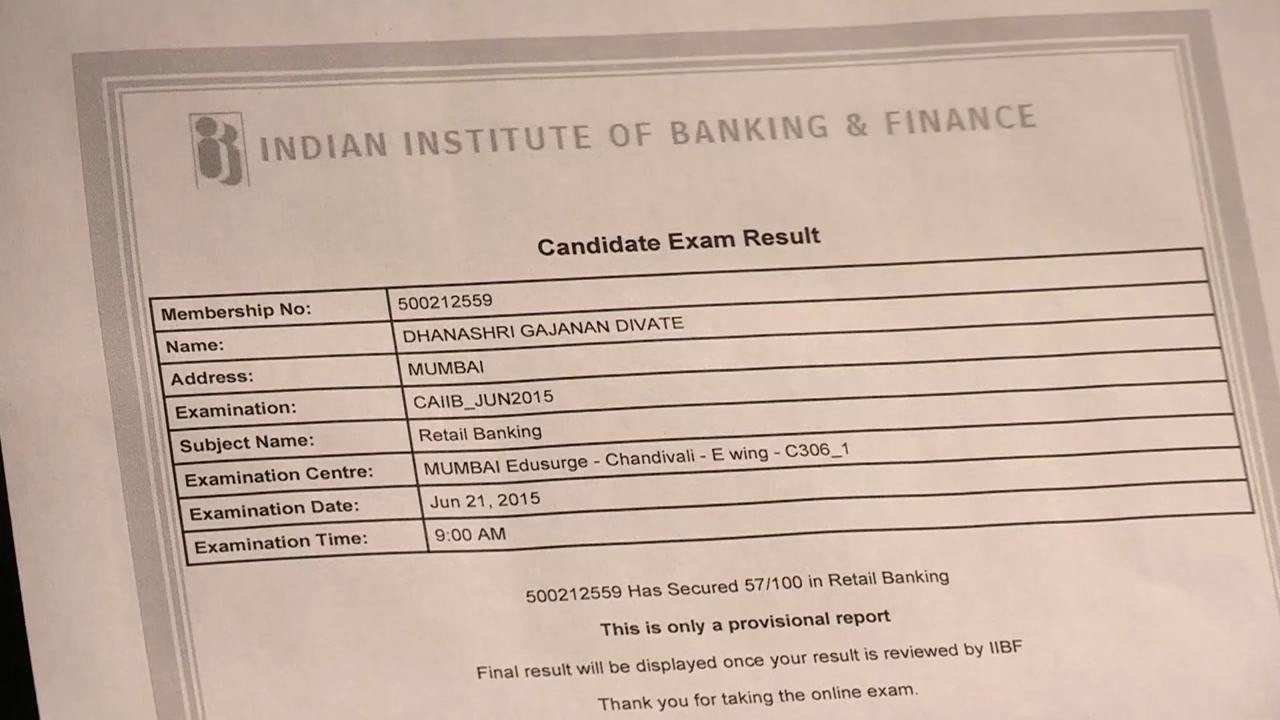 INDIAN INSTITUTE OF BANKING & FINANCE
Candidate Exam Result
Membership No: 500212559
Name: DHANASHRI GAJANAN DIVATE
Address: MUMBAI
Examination: CAIIB_JUN2015
Subject Name: Retail Banking
Examination Centre: MUMBAI Edusurge - Chandivali - E wing - C306_1
Examination Date: Jun 21, 2015
Examination Time: 9:00 AM
500212559 Has Secured 57/100 in Retail Banking
This is only a provisional report
Final result will be displayed once your result is reviewed by IIBF
Thank you for taking the online exam.